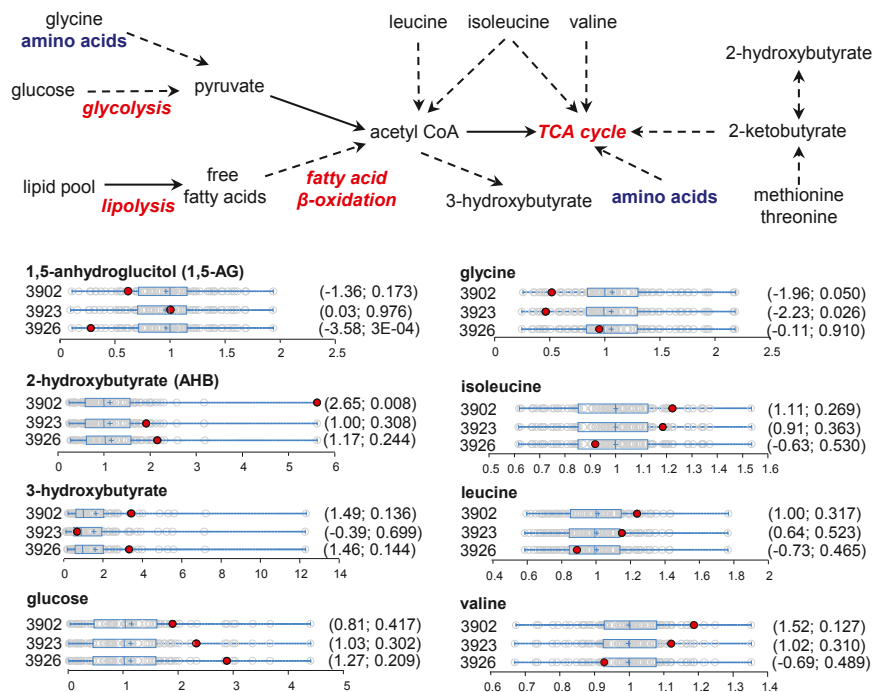 glycine
amino acids
glucose
glycolysis
pyruvate
leucine
isoleucine
valine
2-hydroxybutyrate
acetyl CoA
TCA cycle
2-ketobutyrate
lipid pool
lipolysis
free
fatty acids
fatty acid
β-oxidation
3-hydroxybutyrate
amino acids
methionine
threonine
1,5-anhydroglucitol (1,5-AG)
3902 (-1.36; 0.173)
3923 (0.03; 0.976)
3926 (-3.58; 3E-04)
0 0.5 1 1.5 2 2.5
2-hydroxybutyrate (AHB)
3902 (2.65; 0.008)
3923 (1.00; 0.308)
3926 (1.17; 0.244)
0 1 2 3 4 5 6
3-hydroxybutyrate
3902 (1.49; 0.136)
3923 (-0.39; 0.699)
3926 (1.46; 0.144)
0 2 4 6 8 10 12 14
glucose
3902 (0.81; 0.417)
3923 (1.03; 0.302)
3926 (1.27; 0.209)
0 1 2 3 4 5
glycine
3902 (-1.96; 0.050)
3923 (-2.23; 0.026)
3926 (-0.11; 0.910)
0 0.5 1 1.5 2 2.5
isoleucine
3902 (1.11; 0.269)
3923 (0.91; 0.363)
3926 (-0.63; 0.530)
0.5 0.6 0.7 0.8 0.9 1 1.1 1.2 1.3 1.4 1.5 1.6
leucine
3902 (1.00; 0.317)
3923 (0.64; 0.523)
3926 (-0.73; 0.465)
0.4 0.6 0.8 1 1.2 1.4 1.6 1.8 2
valine
3902 (1.52; 0.127)
3923 (1.02; 0.310)
3926 (-0.69; 0.489)
0.6 0.7 0.8 0.9 1 1.1 1.2 1.3 1.4